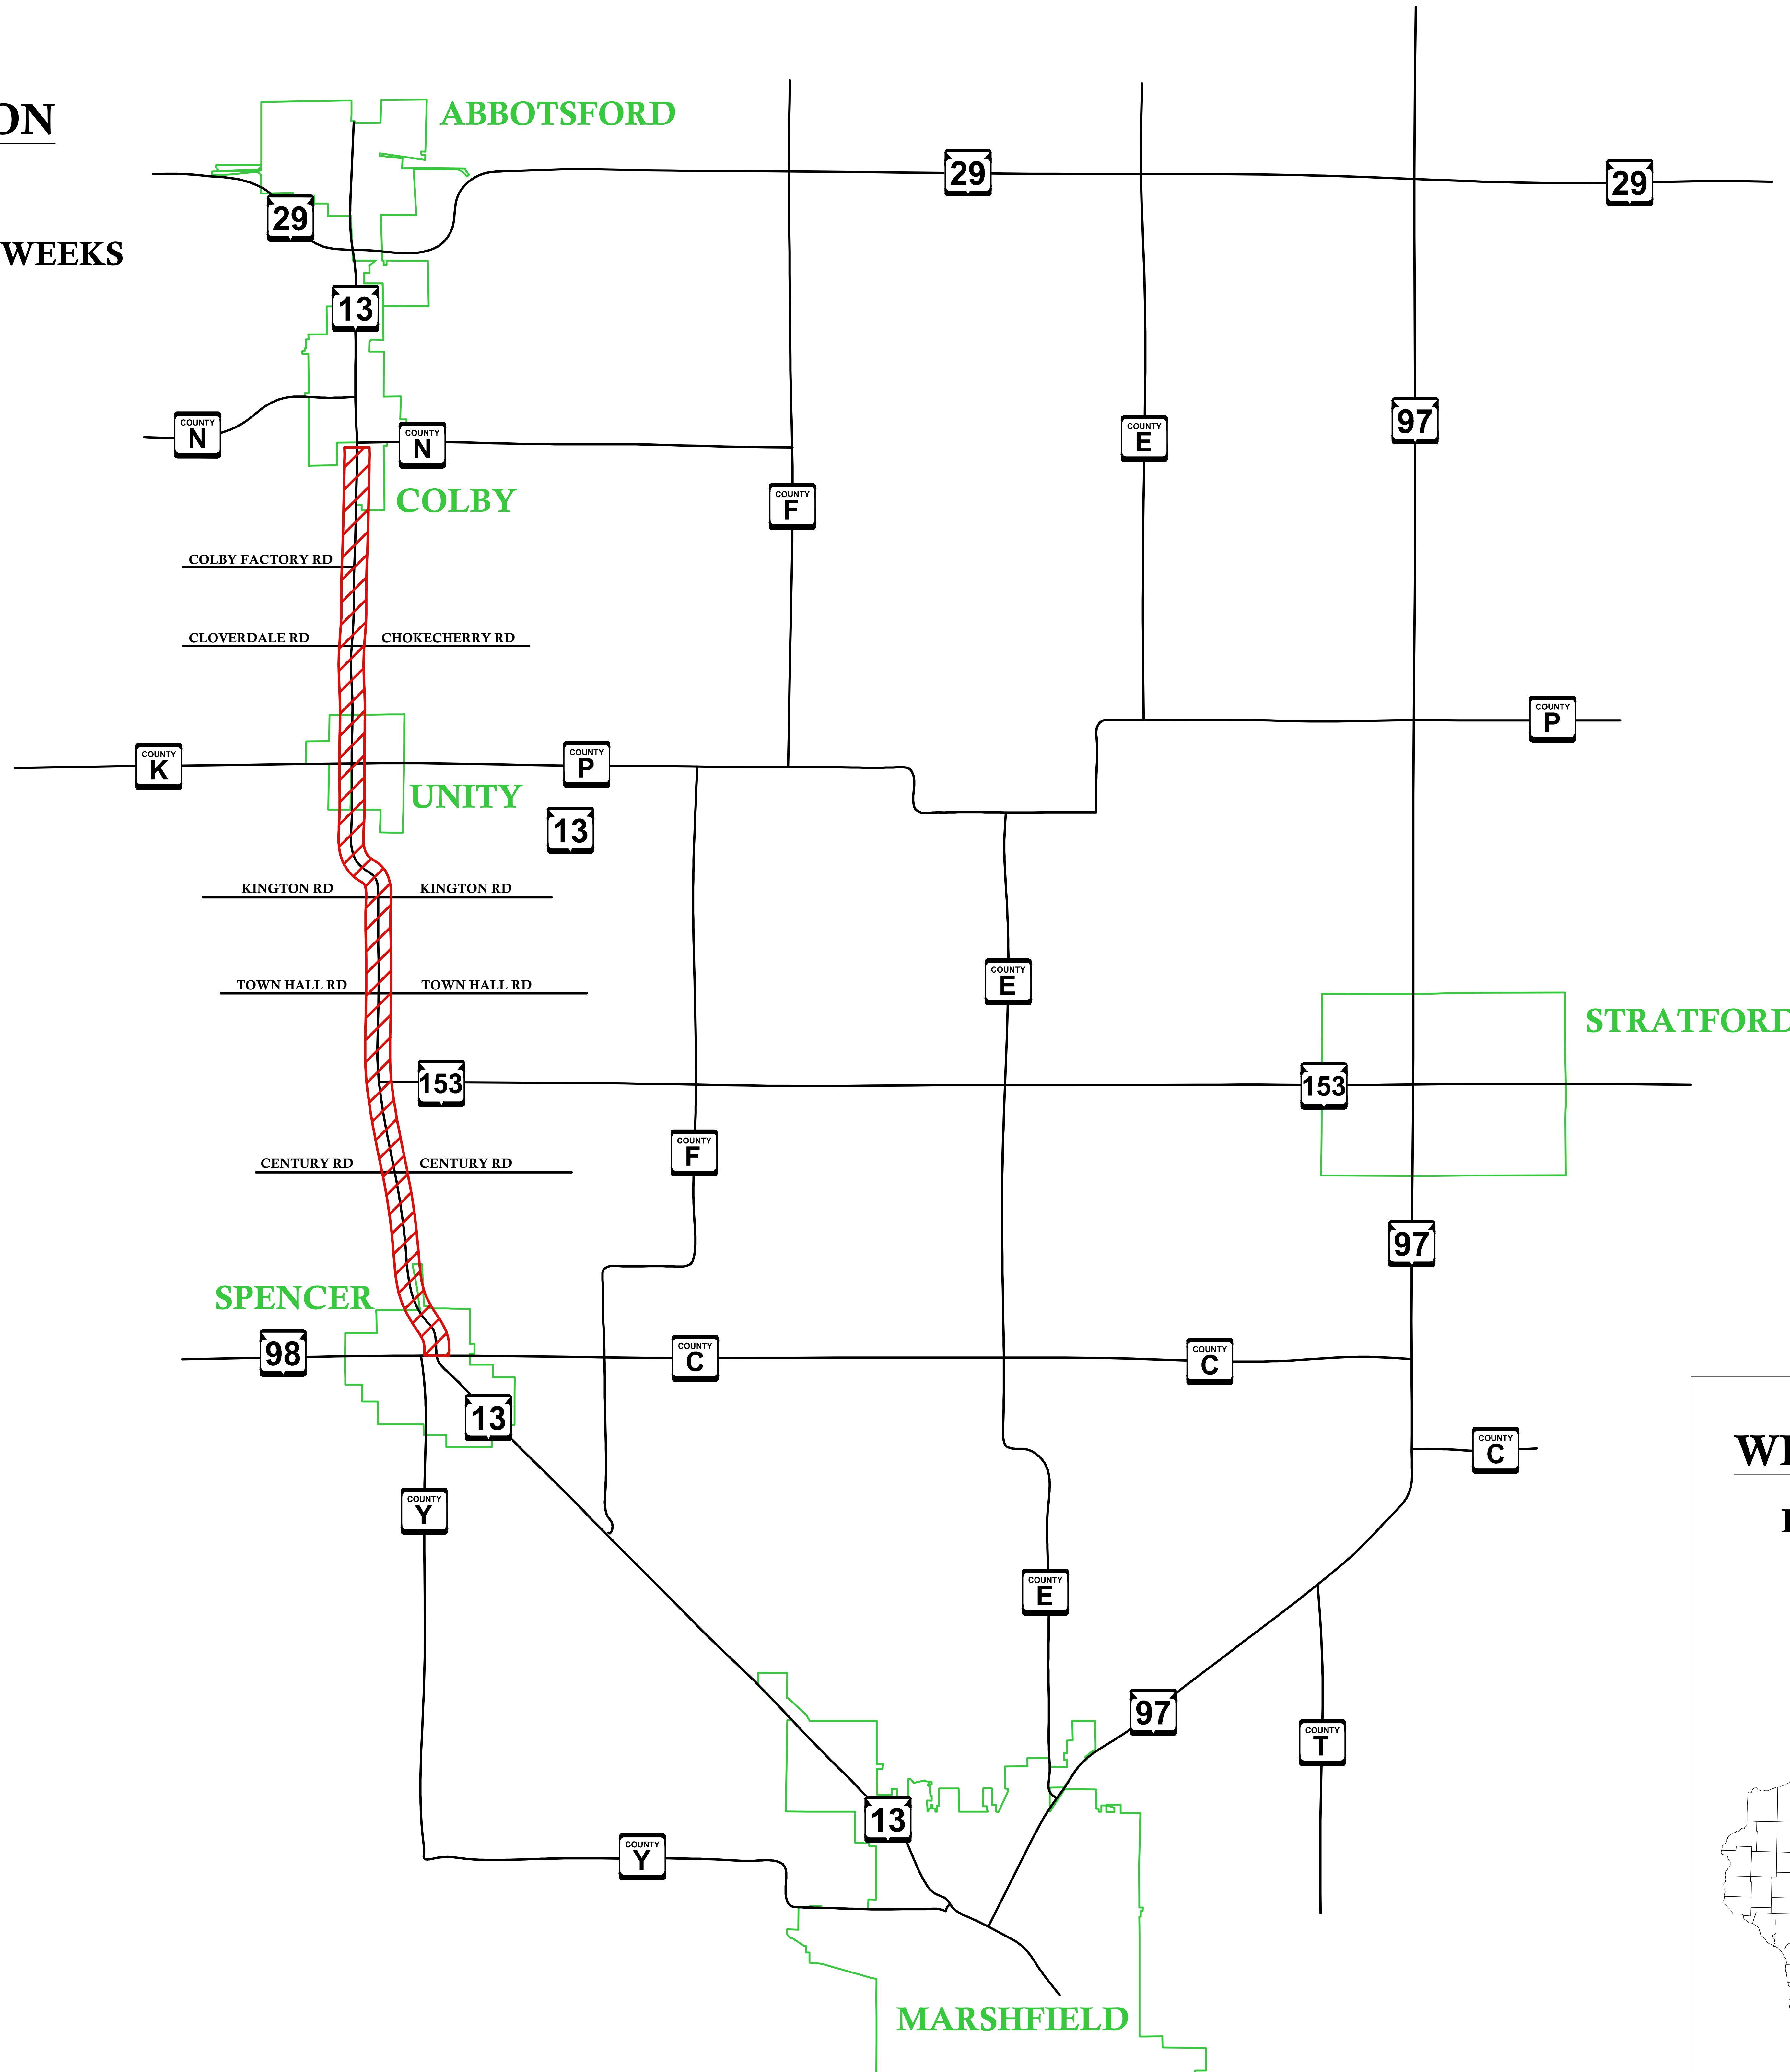 ON
ABBOTSFORD
29
29
29
WEEKS
13
COUNTY
N
COUNTY
N
COUNTY
E
97
COLBY
COUNTY
F
COLBY FACTORY RD
CLOVERDALE RD
CHOKECHERRY RD
COUNTY
K
COUNTY
P
COUNTY
P
UNITY
13
KINGTON RD
KINGTON RD
TOWN HALL RD
TOWN HALL RD
COUNTY
E
STRATFORD
153
153
COUNTY
F
CENTURY RD
CENTURY RD
97
SPENCER
98
COUNTY
C
COUNTY
C
13
COUNTY
C
COUNTY
Y
COUNTY
E
97
COUNTY
T
13
COUNTY
Y
MARSHFIELD